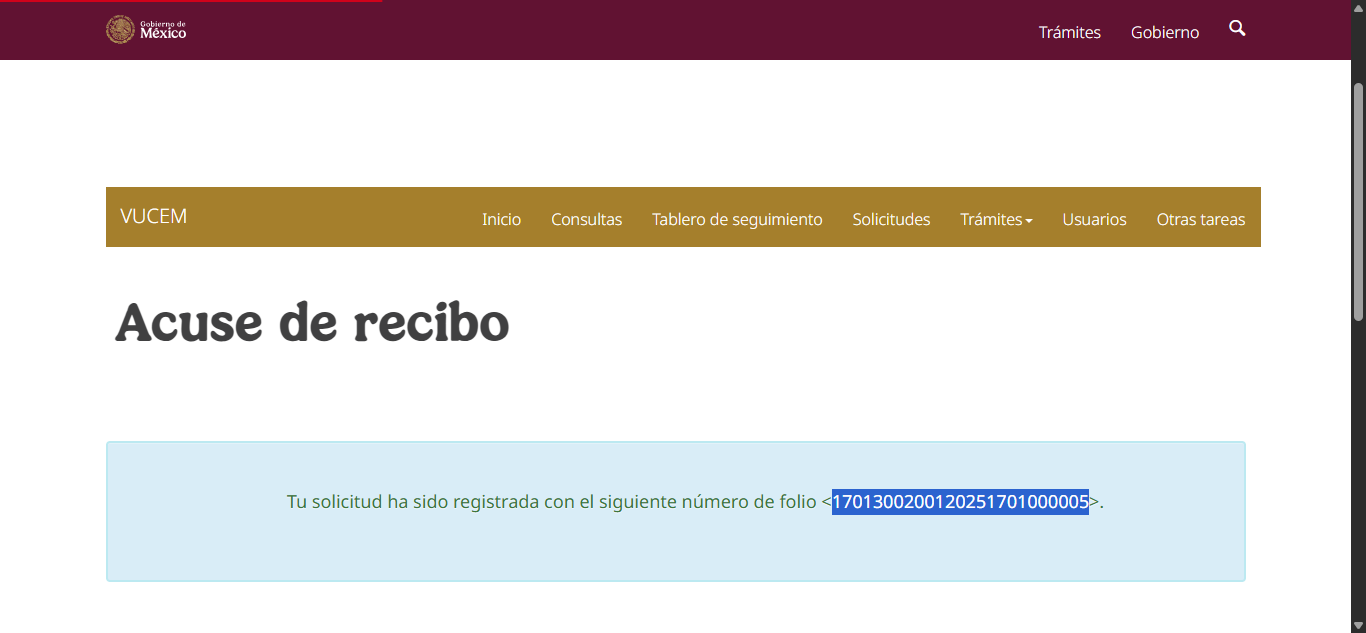 Gobierno de
México
Trámites
Gobierno
VUCEM
Inicio
Consultas
Tablero de seguimiento
Solicitudes
Trámites
Usuarios
Otras tareas
Acuse de recibo
Tu solicitud ha sido registrada con el siguiente número de folio <1701300200120251701000005>.